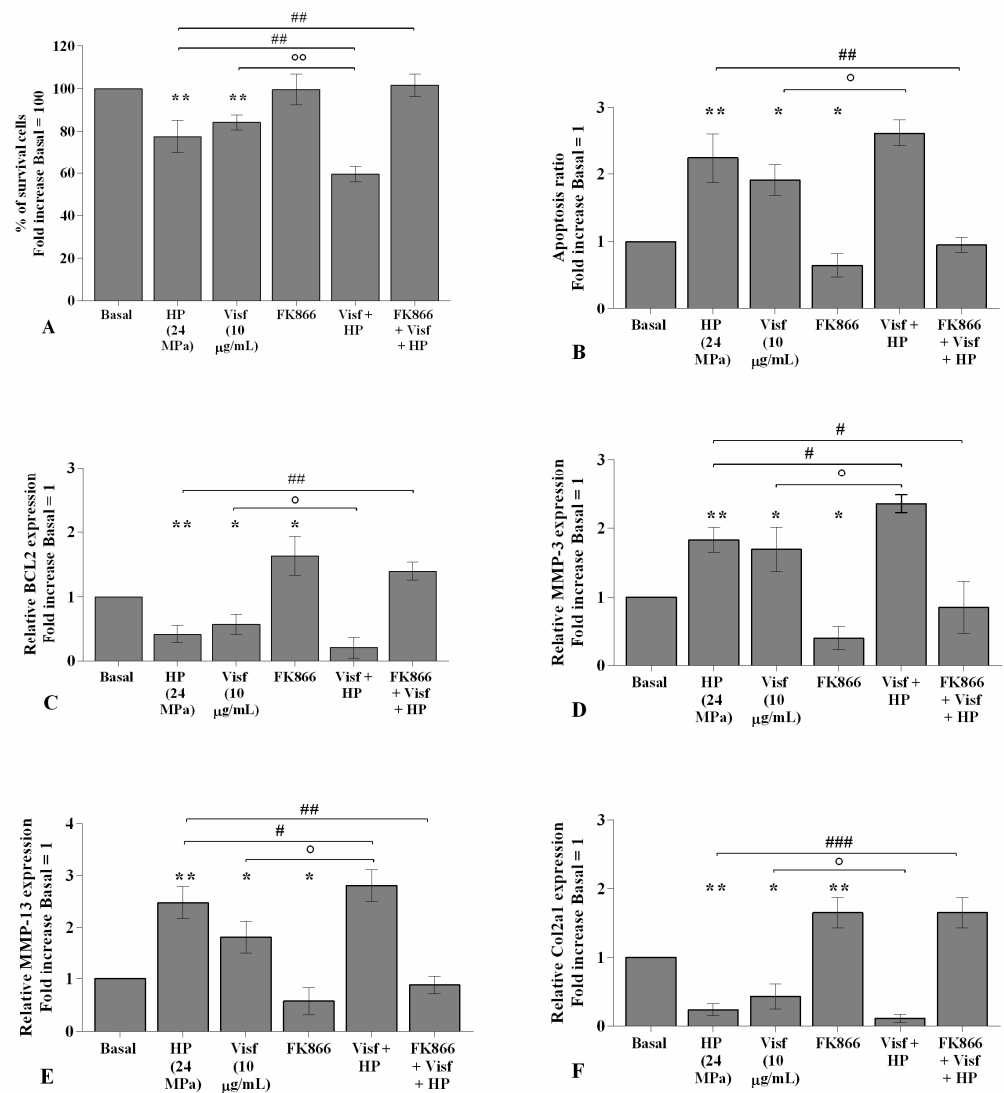 ##
##
°°
120
100
80
60
40
20
0
% of survival cells
Fold increase Basal = 100
**
**
Basal
HP
(24
MPa)
Visf
(10
µg/mL)
FK866
Visf +
HP
FK866
+ Visf
+ HP
A
##
°
3
2
1
0
Apoptosis ratio
Fold increase Basal = 1
**
*
*
Basal
HP
(24
MPa)
Visf
(10
µg/mL)
FK866
Visf +
HP
FK866
+ Visf
+ HP
B
##
°
3
2
1
0
Relative BCL2 expression
Fold increase Basal = 1
**
*
*
Basal
HP
(24
MPa)
Visf
(10
µg/mL)
FK866
Visf +
HP
FK866
+ Visf
+ HP
C
#
#
°
3
2
1
0
Relative MMP-3 expression
Fold increase Basal = 1
**
*
*
Basal
HP
(24
MPa)
Visf
(10
µg/mL)
FK866
Visf +
HP
FK866
+ Visf
+ HP
D
##
#
°
4
3
2
1
0
Relative MMP-13 expression
Fold increase Basal = 1
**
*
*
Basal
HP
(24
MPa)
Visf
(10
µg/mL)
FK866
Visf +
HP
FK866
+ Visf
+ HP
E
###
°
3
2
1
0
Relative Col2a1 expression
Fold increase Basal = 1
**
*
**
Basal
HP
(24
MPa)
Visf
(10
µg/mL)
FK866
Visf +
HP
FK866
+ Visf
+ HP
F